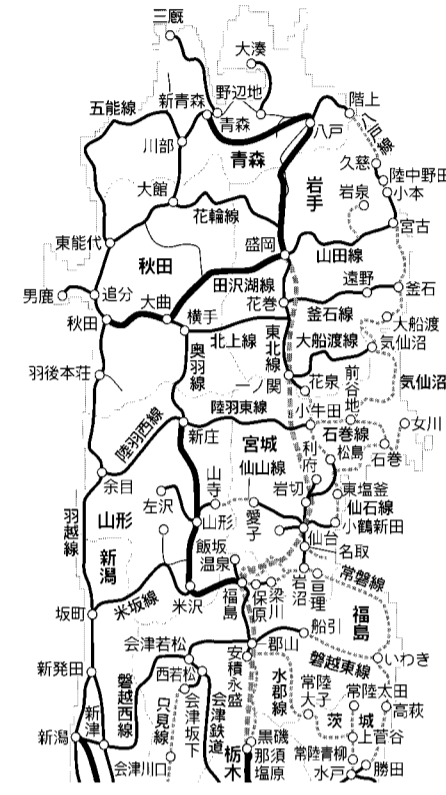 三厩
大湊
新青森
野辺地
階上
五能線
青森
八戸
八戸線
川部
青森
久慈
陸中野田
大館
岩手
岩泉
小本
花輪線
宮古
東能代
盛岡
山田線
秋田
田沢湖線
遠野
釜石
男鹿
追分
大曲
花巻
釜石線
秋田
横手
北上線
東北線
大船渡線
大船渡
気仙沼
奥羽線
羽後本荘
一ノ関
花泉
前谷地
気仙沼
陸羽東線
小牛田
女川
陸羽西線
新庄
宮城
石巻線
利府
松島
石巻
仙山線
余目
左沢
山寺
岩切
東塩釜
羽越線
山形
山形
愛子
仙石線
小鶴新田
新潟
飯坂温泉
仙台
名取
坂町
米坂線
米沢
福島
保原
梁川
岩沼
亘理
常磐線
会津若松
郡山
船引
福島
新発田
西若松
安積永盛
磐越東線
いわき
磐越西線
只見線
会津坂下
会津鉄道
水郡線
常陸大子
常陸太田
新潟
新津
茨城
高萩
会津川口
栃木
黒磯
那須塩原
常陸青柳
上菅谷
水戸
勝田